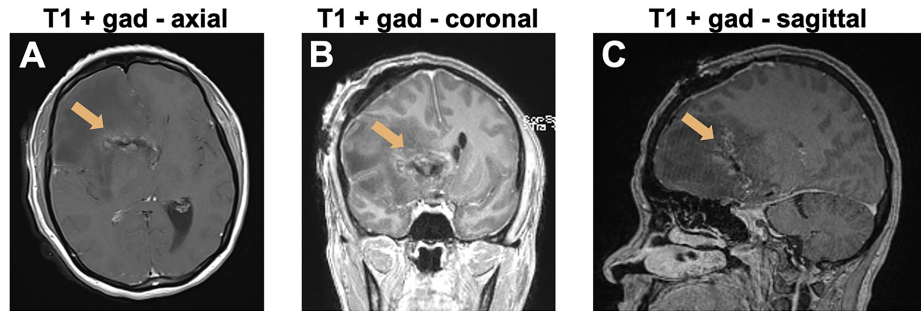 T1 + gad - axial
T1 + gad - coronal
T1 + gad - sagittal
A
B
C